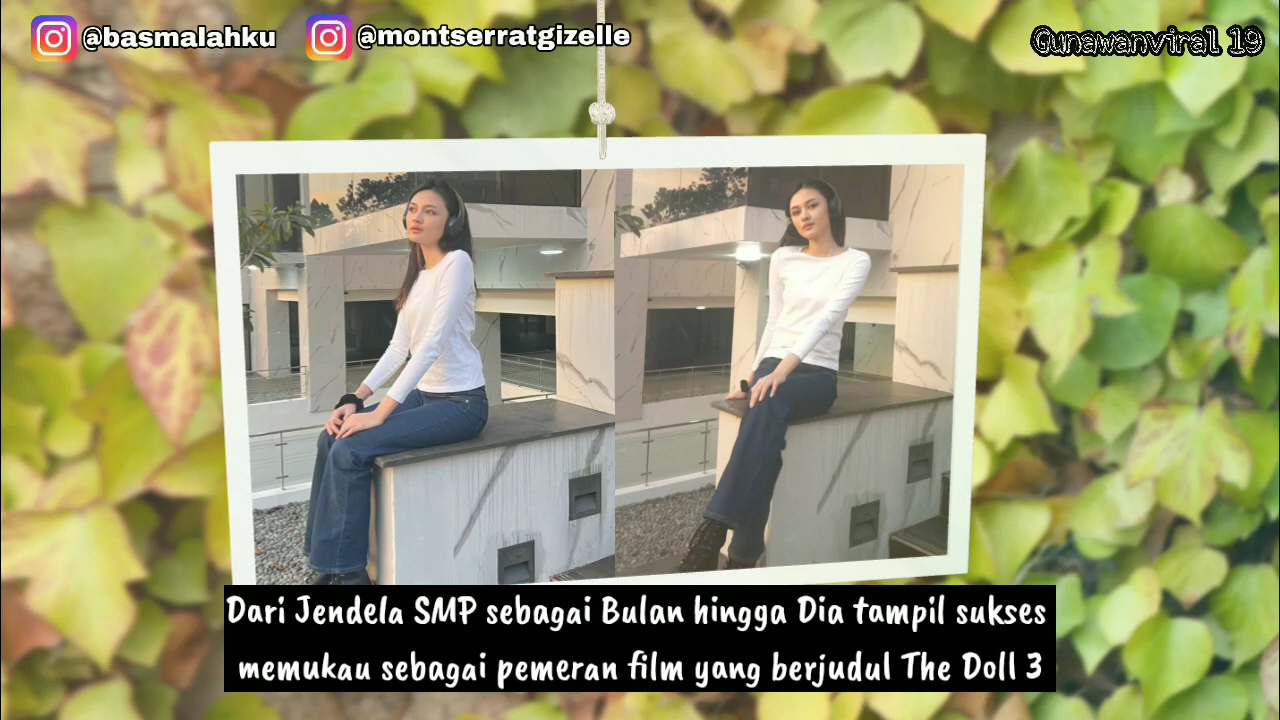 @basmalahku @montserratgizelle Gunawanviral 19
Dari Jendela SMP sebagai Bulan hingga Dia tampil sukses
memukau sebagai pemeran film yang berjudul The Doll 3